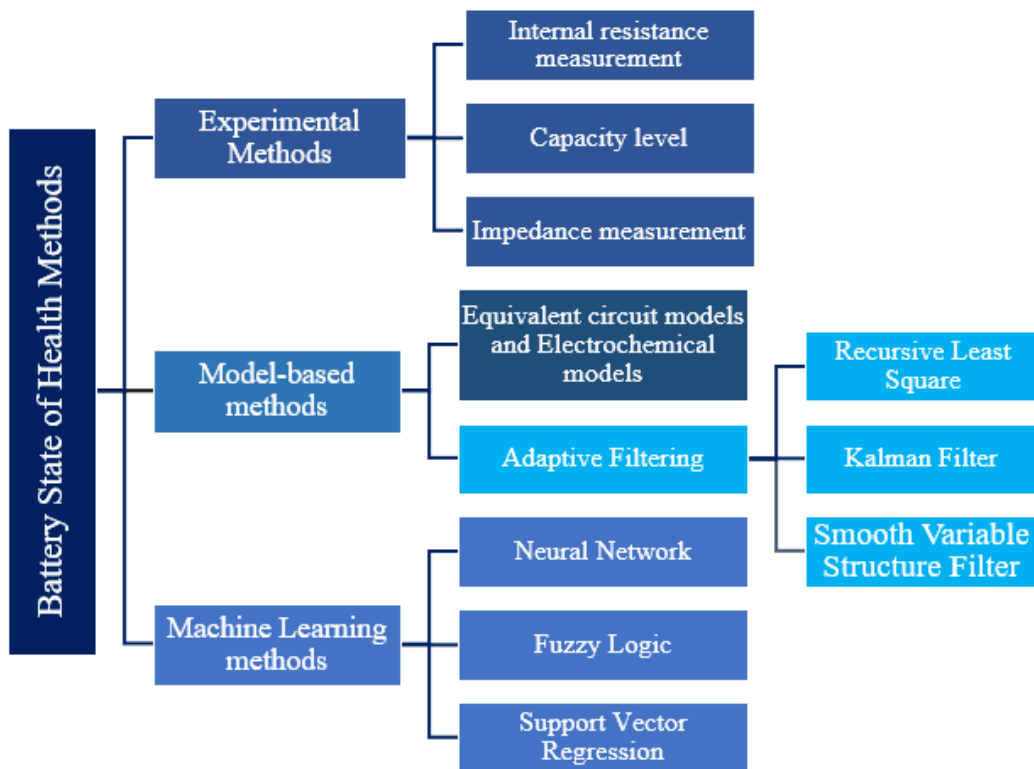 Battery State of Health Methods
Experimental
Methods
Internal resistance
measurement
Capacity level
Impedance measurement
Model-based
methods
Equivalent circuit models
and Electrochemical
models
Adaptive Filtering
Recursive Least
Square
Kalman Filter
Smooth Variable
Structure Filter
Machine Learning
methods
Neural Network
Fuzzy Logic
Support Vector
Regression